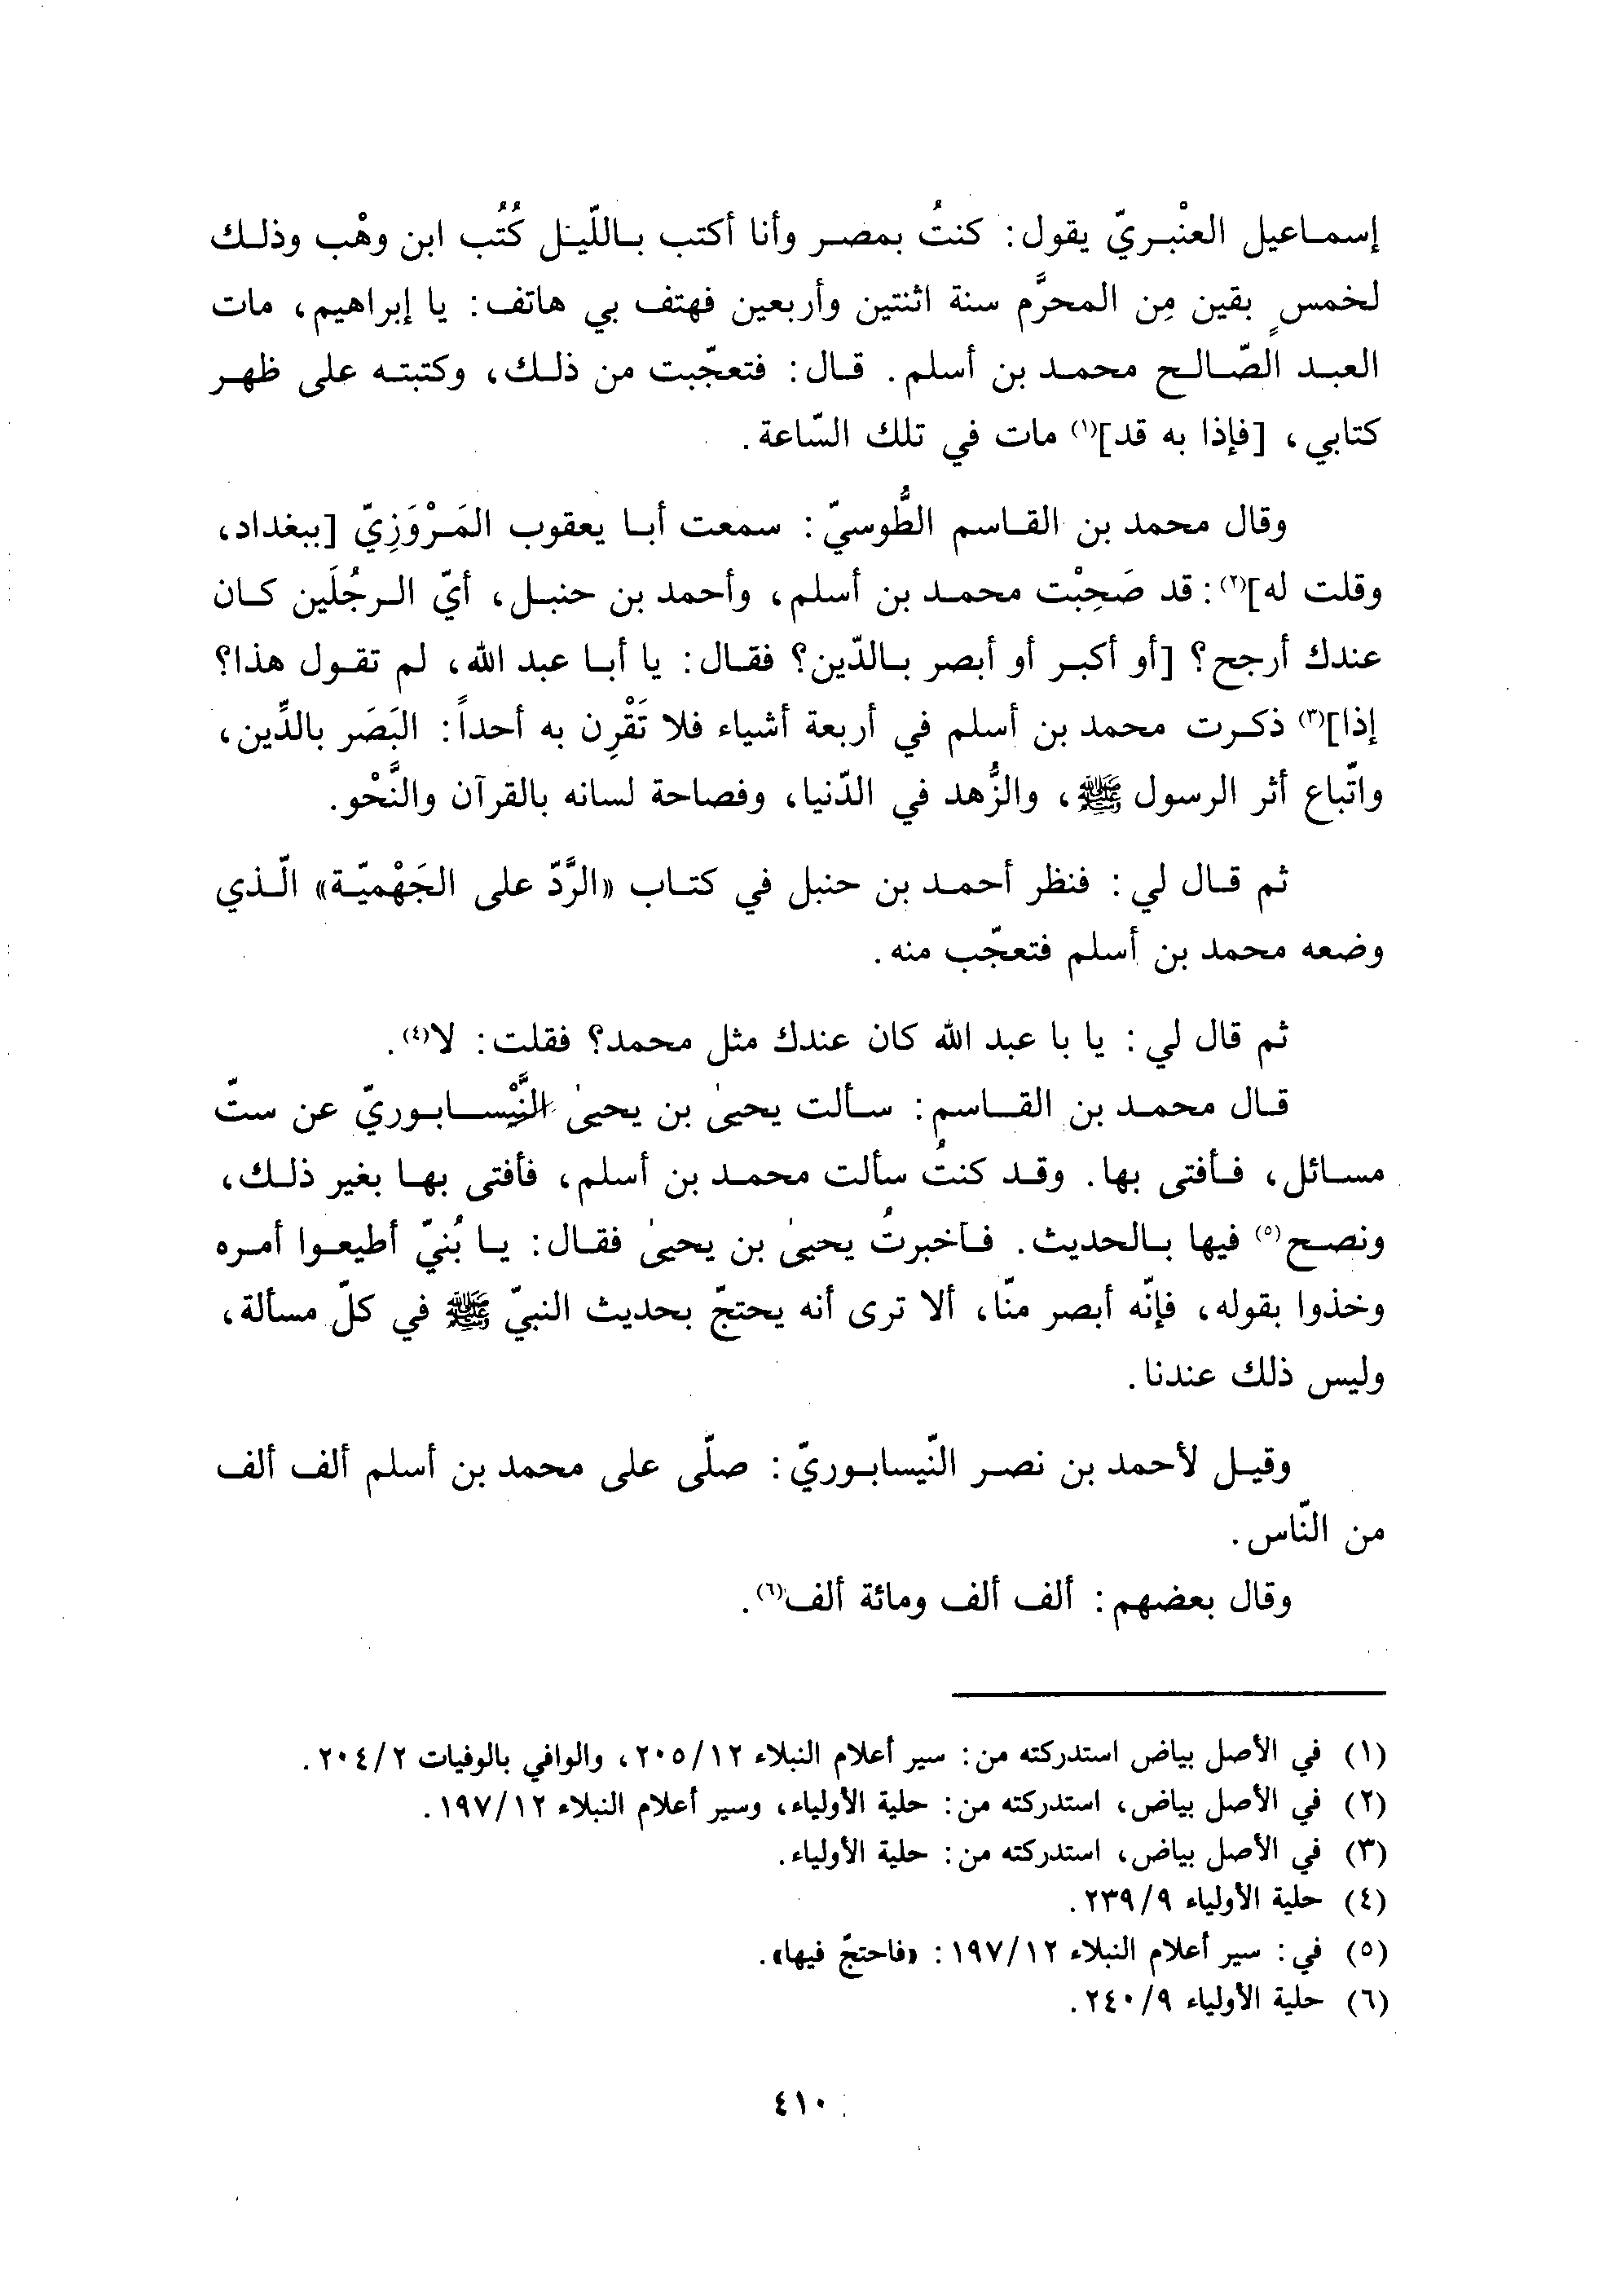 إسماعيل العنْبريّ يقول: كنتُ بمصر وأنا أكتب باللّيل كُتُب ابن وهْب وذلك
لخمسٍ بقين مِن المحرَّم سنة اثنتين وأربعين فهتف بي هاتف: يا إبراهيم، مات
العبد الصّالح محمد بن أسلم. قال: فتعجّبت من ذلك، وكتبته على ظهر
كتابي، [فإذا به قد](١) مات في تلك السّاعة.
وقال محمد بن القاسم الطُّوسيّ: سمعت أبا يعقوب المَرْوَزِيّ [ببغداد،
وقلت له](٢): قد صَحِبْت محمد بن أسلم، وأحمد بن حنبل، أيّ الرجُلَين كان
عندك أرجح؟ [أو أكبر أو أبصر بالدّين؟ فقال: يا أبا عبد الله، لم تقول هذا؟
إذا](٣) ذكرت محمد بن أسلم في أربعة أشياء فلا تَقْرِن به أحداً: البَصَر بالدِّين،
واتّباع أثر الرسول ﷺ، والزُّهد في الدّنيا، وفصاحة لسانه بالقرآن والنَّحْو.
ثم قال لي: فنظر أحمد بن حنبل في كتاب «الرَّدّ على الجَهْميّة» الّذي
وضعه محمد بن أسلم فتعجّب منه.
ثم قال لي: يا با عبد الله كان عندك مثل محمد؟ فقلت: لا(٤).
قال محمد بن القاسم: سألت يحيىٰ بن يحيىٰ النَّيْسابوريّ عن ستّ
مسائل، فأفتى بها. وقد كنتُ سألت محمد بن أسلم، فأفتى بها بغير ذلك،
ونصح(٥) فيها بالحديث. فأخبرتُ يحيىٰ بن يحيىٰ فقال: يا بُنيّ أطيعوا أمره
وخذوا بقوله، فإنّه أبصر منّا، ألا ترى أنه يحتجّ بحديث النبيّ ﷺ في كلّ مسألة،
وليس ذلك عندنا.
وقيل لأحمد بن نصر النّيسابوريّ: صلّى على محمد بن أسلم ألف ألف
من النّاس.
وقال بعضهم: ألف ألف ومائة ألف(٦).
(١) في الأصل بياض استدركته من: سير أعلام النبلاء ٢٠٥/١٢، والوافي بالوفيات ٢٠٤/٢.
(٢) في الأصل بياض، استدركته من: حلية الأولياء، وسير أعلام النبلاء ١٩٧/١٢.
(٣) في الأصل بياض، استدركته من: حلية الأولياء.
(٤) حلية الأولياء ٢٣٩/٩.
(٥) في: سير أعلام النبلاء ١٩٧/١٢: «فاحتجّ فيها».
(٦) حلية الأولياء ٢٤٠/٩.
٤١٠